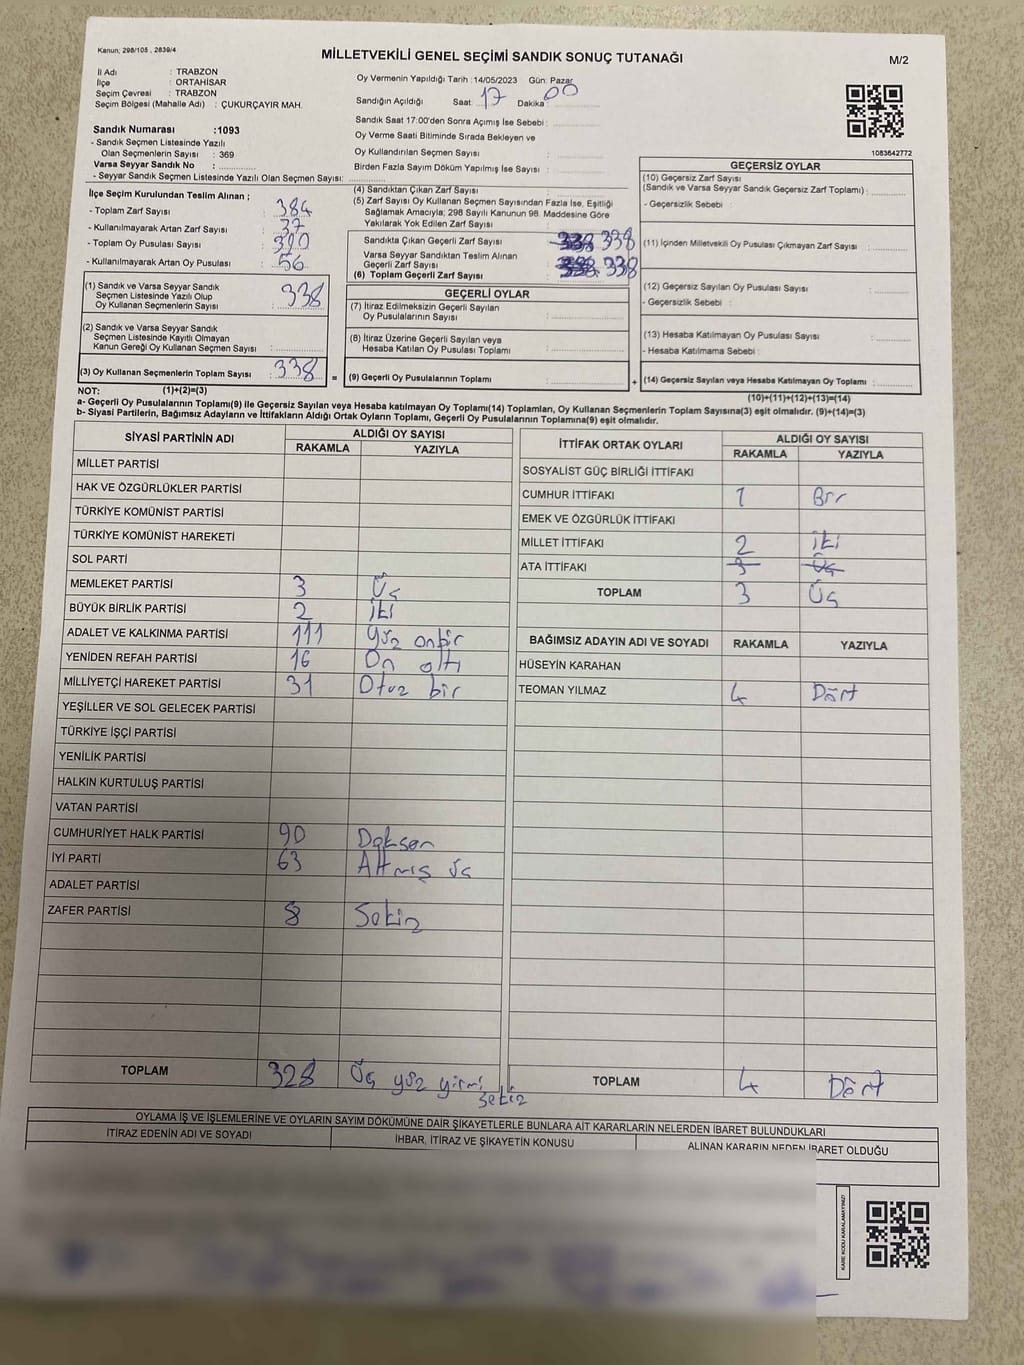 Kanun: 298/105 , 2839/4
MİLLETVEKİLİ GENEL SEÇİMİ SANDIK SONUÇ TUTANAĞI
M/2
İl Adı : TRABZON
İlçe : ORTAHİSAR
Seçim Çevresi : TRABZON
Seçim Bölgesi (Mahalle Adı) : ÇUKURÇAYIR MAH.
Sandık Numarası :1093
- Sandık Seçmen Listesinde Yazılı
Olan Seçmenlerin Sayısı : 369
Varsa Seyyar Sandık No :
- Seyyar Sandık Seçmen Listesinde Yazılı Olan Seçmen Sayısı:
Oy Vermenin Yapıldığı Tarih :14/05/2023 Gün: Pazar
Sandığın Açıldığı Saat: 17 Dakika: 00
Sandık Saat 17:00'den Sonra Açımış İse Sebebi :
Oy Verme Saati Bitiminde Sırada Bekleyen ve
Oy Kullandırılan Seçmen Sayısı :
Birden Fazla Sayım Döküm Yapılmış İse Sayısı :
1083642772
İlçe Seçim Kurulundan Teslim Alınan ;
- Toplam Zarf Sayısı : 384
- Kullanılmayarak Artan Zarf Sayısı : 37
- Toplam Oy Pusulası Sayısı : 390
- Kullanılmayarak Artan Oy Pusulası : 56
(1) Sandık ve Varsa Seyyar Sandık
Seçmen Listesinde Yazılı Olup
Oy Kullanan Seçmenlerin Sayısı : 338
(2) Sandık ve Varsa Seyyar Sandık
Seçmen Listesinde Kayıtlı Olmayan
Kanun Gereği Oy Kullanan Seçmen Sayısı :
(3) Oy Kullanan Seçmenlerin Toplam Sayısı : 338
(4) Sandıktan Çıkan Zarf Sayısı :
(5) Zarf Sayısı Oy Kullanan Seçmen Sayısından Fazla İse, Eşitliği
Sağlamak Amacıyla; 298 Sayılı Kanunun 98. Maddesine Göre
Yakılarak Yok Edilen Zarf Sayısı :
Sandıkta Çıkan Geçerli Zarf Sayısı : 338 338
Varsa Seyyar Sandıktan Teslim Alınan
Geçerli Zarf Sayısı : 338 338
(6) Toplam Geçerli Zarf Sayısı :
GEÇERLİ OYLAR
(7) İtiraz Edilmeksizin Geçerli Sayılan
Oy Pusulalarının Sayısı :
(8) İtiraz Üzerine Geçerli Sayılan veya
Hesaba Katılan Oy Pusulası Toplamı :
= (9) Geçerli Oy Pusulalarının Toplamı :
GEÇERSİZ OYLAR
(10) Geçersiz Zarf Sayısı
(Sandık ve Varsa Seyyar Sandık Geçersiz Zarf Toplamı) :
- Geçersizlik Sebebi :
(11) İçinden Milletvekili Oy Pusulası Çıkmayan Zarf Sayısı :
(12) Geçersiz Sayılan Oy Pusulası Sayısı :
- Geçersizlik Sebebi :
(13) Hesaba Katılmayan Oy Pusulası Sayısı :
- Hesaba Katılmama Sebebi :
+ (14) Geçersiz Sayılan veya Hesaba Katılmayan Oy Toplamı :
NOT: (1)+(2)=(3)
(10)+(11)+(12)+(13)=(14)
a- Geçerli Oy Pusulalarının Toplamı(9) ile Geçersiz Sayılan veya Hesaba katılmayan Oy Toplamı(14) Toplamları, Oy Kullanan Seçmenlerin Toplam Sayısına(3) eşit olmalıdır. (9)+(14)=(3)
b- Siyasi Partilerin, Bağımsız Adayların ve İttifakların Aldığı Ortak Oyların Toplamı, Geçerli Oy Pusulalarının Toplamına(9) eşit olmalıdır.
SİYASİ PARTİNİN ADI
ALDIĞI OY SAYISI
RAKAMLA YAZIYLA
MİLLET PARTİSİ
HAK VE ÖZGÜRLÜKLER PARTİSİ
TÜRKİYE KOMÜNİST PARTİSİ
TÜRKİYE KOMÜNİST HAREKETİ
SOL PARTİ
MEMLEKET PARTİSİ 3 Üç
BÜYÜK BİRLİK PARTİSİ 2 İki
ADALET VE KALKINMA PARTİSİ 111 Yüz onbir
YENİDEN REFAH PARTİSİ 16 On altı
MİLLİYETÇİ HAREKET PARTİSİ 31 Otuz bir
YEŞİLLER VE SOL GELECEK PARTİSİ
TÜRKİYE İŞÇİ PARTİSİ
YENİLİK PARTİSİ
HALKIN KURTULUŞ PARTİSİ
VATAN PARTİSİ
CUMHURİYET HALK PARTİSİ 90 Doksan
İYİ PARTİ 63 Altmış üç
ADALET PARTİSİ
ZAFER PARTİSİ 8 Sekiz
TOPLAM 328 Üç yüz yirmi sekiz
İTTİFAK ORTAK OYLARI
ALDIĞI OY SAYISI
RAKAMLA YAZIYLA
SOSYALİST GÜÇ BİRLİĞİ İTTİFAKI
CUMHUR İTTİFAKI 1 Bir
EMEK VE ÖZGÜRLÜK İTTİFAKI
MİLLET İTTİFAKI 2 İki
ATA İTTİFAKI 3 Üç
TOPLAM 3 Üç
BAĞIMSIZ ADAYIN ADI VE SOYADI RAKAMLA YAZIYLA
HÜSEYİN KARAHAN
TEOMAN YILMAZ 4 Dört
TOPLAM 4 Dört
OYLAMA İŞ VE İŞLEMLERİNE VE OYLARIN SAYIM DÖKÜMÜNE DAİR ŞİKAYETLERLE BUNLARA AİT KARARLARIN NELERDEN İBARET BULUNDUKLARI
İTİRAZ EDENİN ADI VE SOYADI İHBAR, İTİRAZ VE ŞİKAYETİN KONUSU ALINAN KARARIN NEDEN İBARET OLDUĞU
KARE KODU KARALAMAYINIZ!